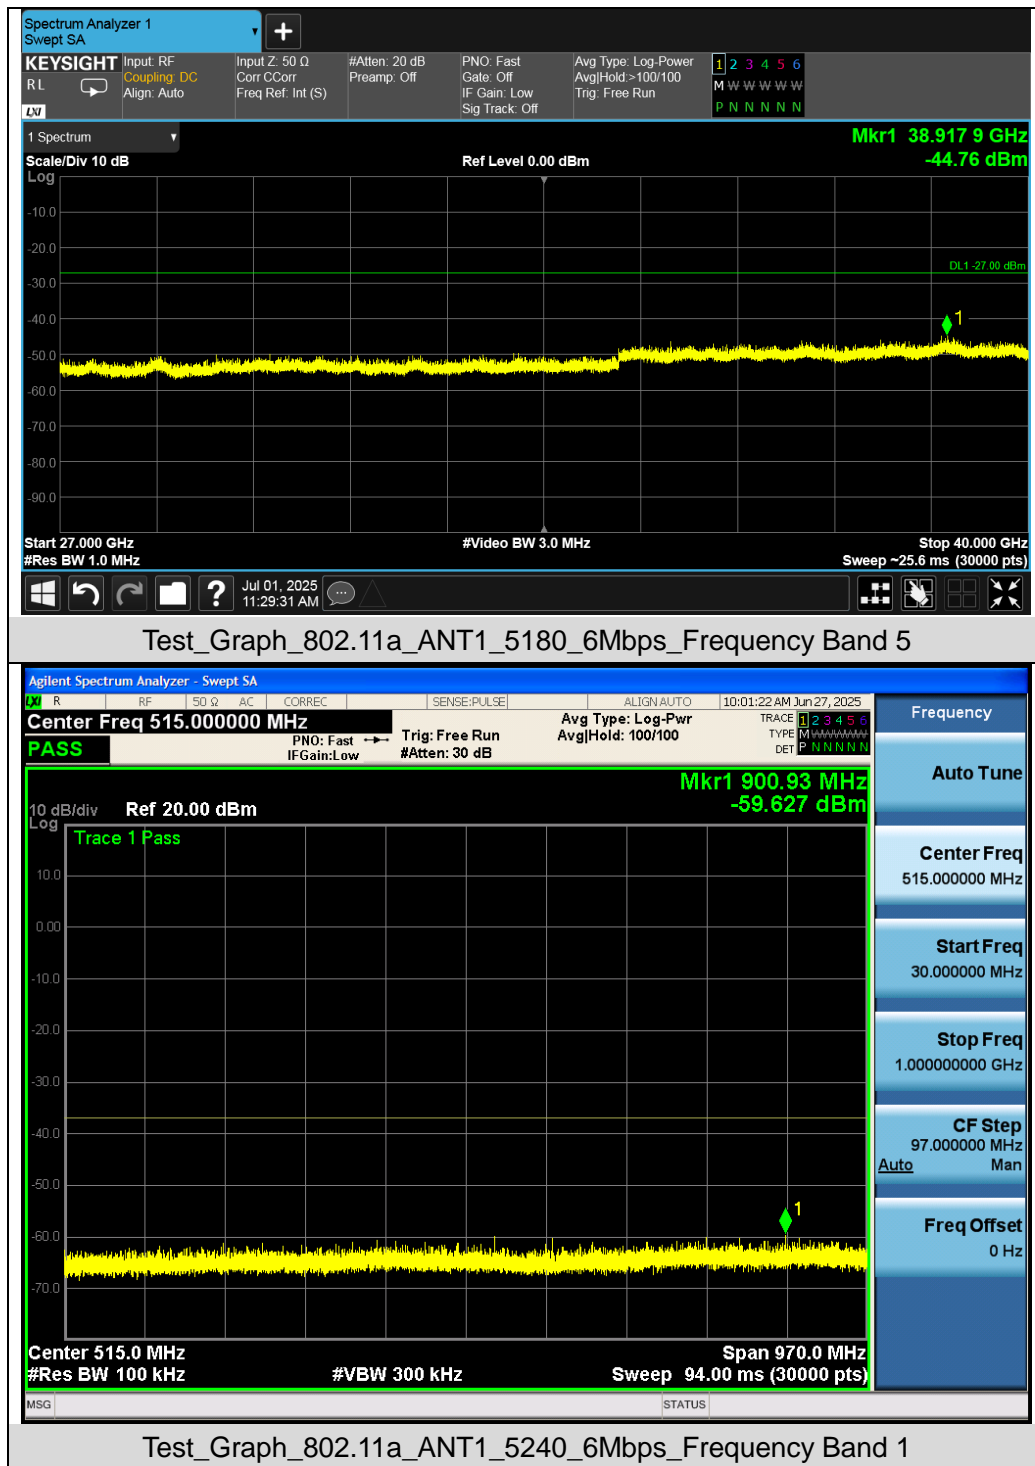 Spectrum Analyzer 1
Swept SA
KEYSIGHT
R L
LXI
Input: RF
Coupling: DC
Align: Auto
Input Z: 50 Ω
Corr CCorr
Freq Ref: Int (S)
#Atten: 20 dB
Preamp: Off
PNO: Fast
Gate: Off
IF Gain: Low
Sig Track: Off
Avg Type: Log-Power
Avg|Hold:>100/100
Trig: Free Run
1 2 3 4 5 6
M W W W W W
P N N N N N
1 Spectrum
Mkr1 38.917 9 GHz
Scale/Div 10 dB
Ref Level 0.00 dBm
-44.76 dBm
Log
-10.0
-20.0
DL1 -27.00 dBm
-30.0
-40.0
1
-50.0
-60.0
-70.0
-80.0
-90.0
Start 27.000 GHz
#Video BW 3.0 MHz
Stop 40.000 GHz
#Res BW 1.0 MHz
Sweep ~25.6 ms (30000 pts)
?
Jul 01, 2025
11:29:31 AM
Test_Graph_802.11a_ANT1_5180_6Mbps_Frequency Band 5
Agilent Spectrum Analyzer - Swept SA
LXI R RF 50 Ω AC CORREC SENSE:PULSE ALIGN AUTO 10:01:22 AM Jun 27, 2025
Center Freq 515.000000 MHz
PASS
PNO: Fast
IFGain:Low
Trig: Free Run
#Atten: 30 dB
Avg Type: Log-Pwr
Avg|Hold: 100/100
TRACE 1 2 3 4 5 6
TYPE M W W W W W
DET P N N N N N
Mkr1 900.93 MHz
-59.627 dBm
10 dB/div Ref 20.00 dBm
Log
Trace 1 Pass
10.0
0.00
-10.0
-20.0
-30.0
-40.0
-50.0
1
-60.0
-70.0
Center 515.0 MHz
Span 970.0 MHz
#Res BW 100 kHz
#VBW 300 kHz
Sweep 94.00 ms (30000 pts)
MSG
STATUS
Frequency
Auto Tune
Center Freq
515.000000 MHz
Start Freq
30.000000 MHz
Stop Freq
1.000000000 GHz
CF Step
97.000000 MHz
Auto Man
Freq Offset
0 Hz
Test_Graph_802.11a_ANT1_5240_6Mbps_Frequency Band 1